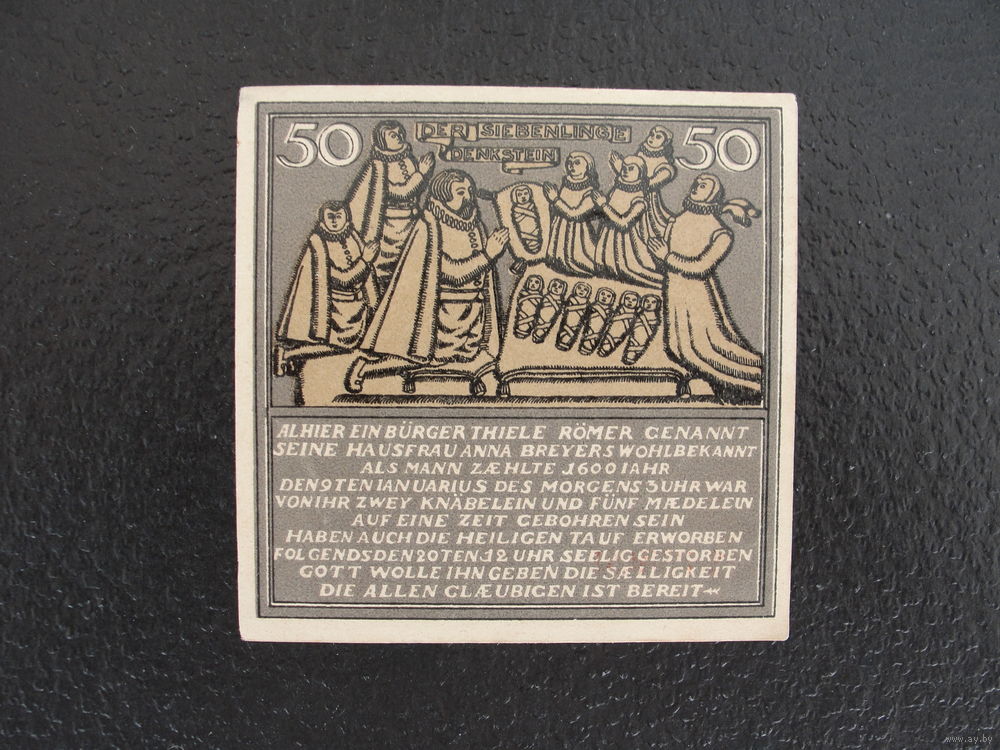 50 DER SIEBENLINGE 50
DENKSTEIN
ALHIER EIN BÜRGER THIELE RÖMER GENANNT
SEINE HAUSFRAU ANNA BREYERS WOHLBEKANNT
ALS MANN ZÆHLTE 1600 IAHR
DEN 9TEN IANUARIUS DES MORGENS 3 UHR WAR
VON IHR ZWEY KNÄBELEIN UND FÜNF MÆDELEIN
AUF EINE ZEIT GEBOHREN SEIN
HABEN AUCH DIE HEILIGEN TAUF ERWORBEN
FOLGENDS DEN 20TEN 12 UHR SEELIG GESTORBEN
GOTT WOLLE IHN GEBEN DIE SÆLLIGKEIT
DIE ALLEN GLÆUBIGEN IST BEREIT
www.ay.by